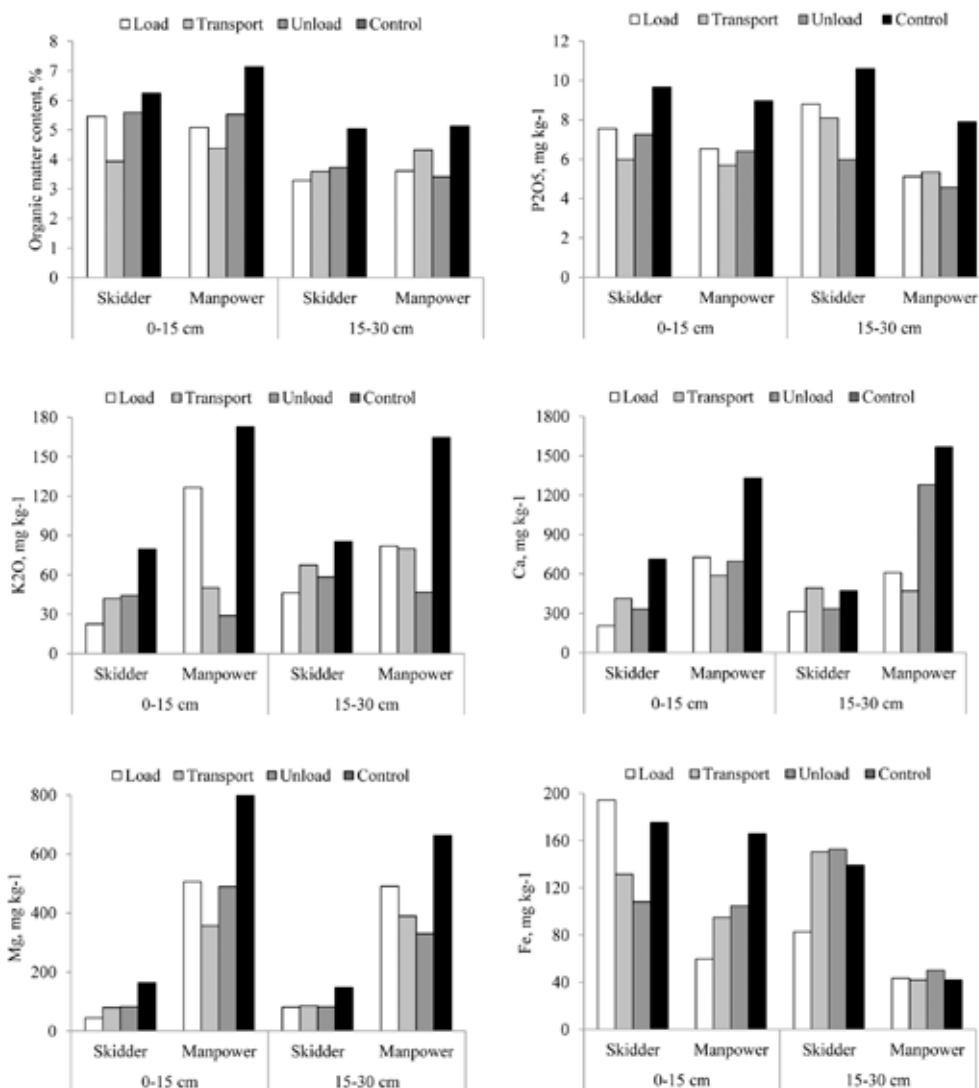 Load Transport Unload Control
Organic matter content, %
8
7
6
5
4
3
2
1
0
Skidder Manpower Skidder Manpower
0-15 cm 15-30 cm
Load Transport Unload Control
P2O5, mg kg-1
12
10
8
6
4
2
0
Skidder Manpower Skidder Manpower
0-15 cm 15-30 cm
Load Transport Unload Control
K2O, mg kg-1
180
150
120
90
60
30
0
Skidder Manpower Skidder Manpower
0-15 cm 15-30 cm
Load Transport Unload Control
Ca, mg kg-1
1800
1500
1200
900
600
300
0
Skidder Manpower Skidder Manpower
0-15 cm 15-30 cm
Load Transport Unload Control
Mg, mg kg-1
800
600
400
200
0
Skidder Manpower Skidder Manpower
0-15 cm 15-30 cm
Load Transport Unload Control
Fe, mg kg-1
200
160
120
80
40
0
Skidder Manpower Skidder Manpower
0-15 cm 15-30 cm